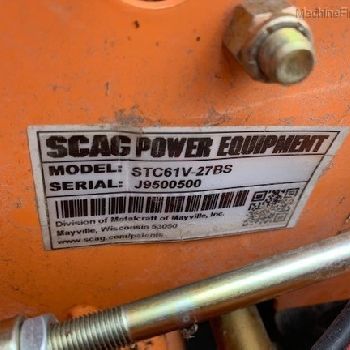 MachineFi
SCAG POWER EQUIPMENT
MODEL: STC61V-27BS
SERIAL: J9500500
Division of Metalcraft of Mayville, Inc.
Mayville, Wisconsin 53050
www.scag.com/patents